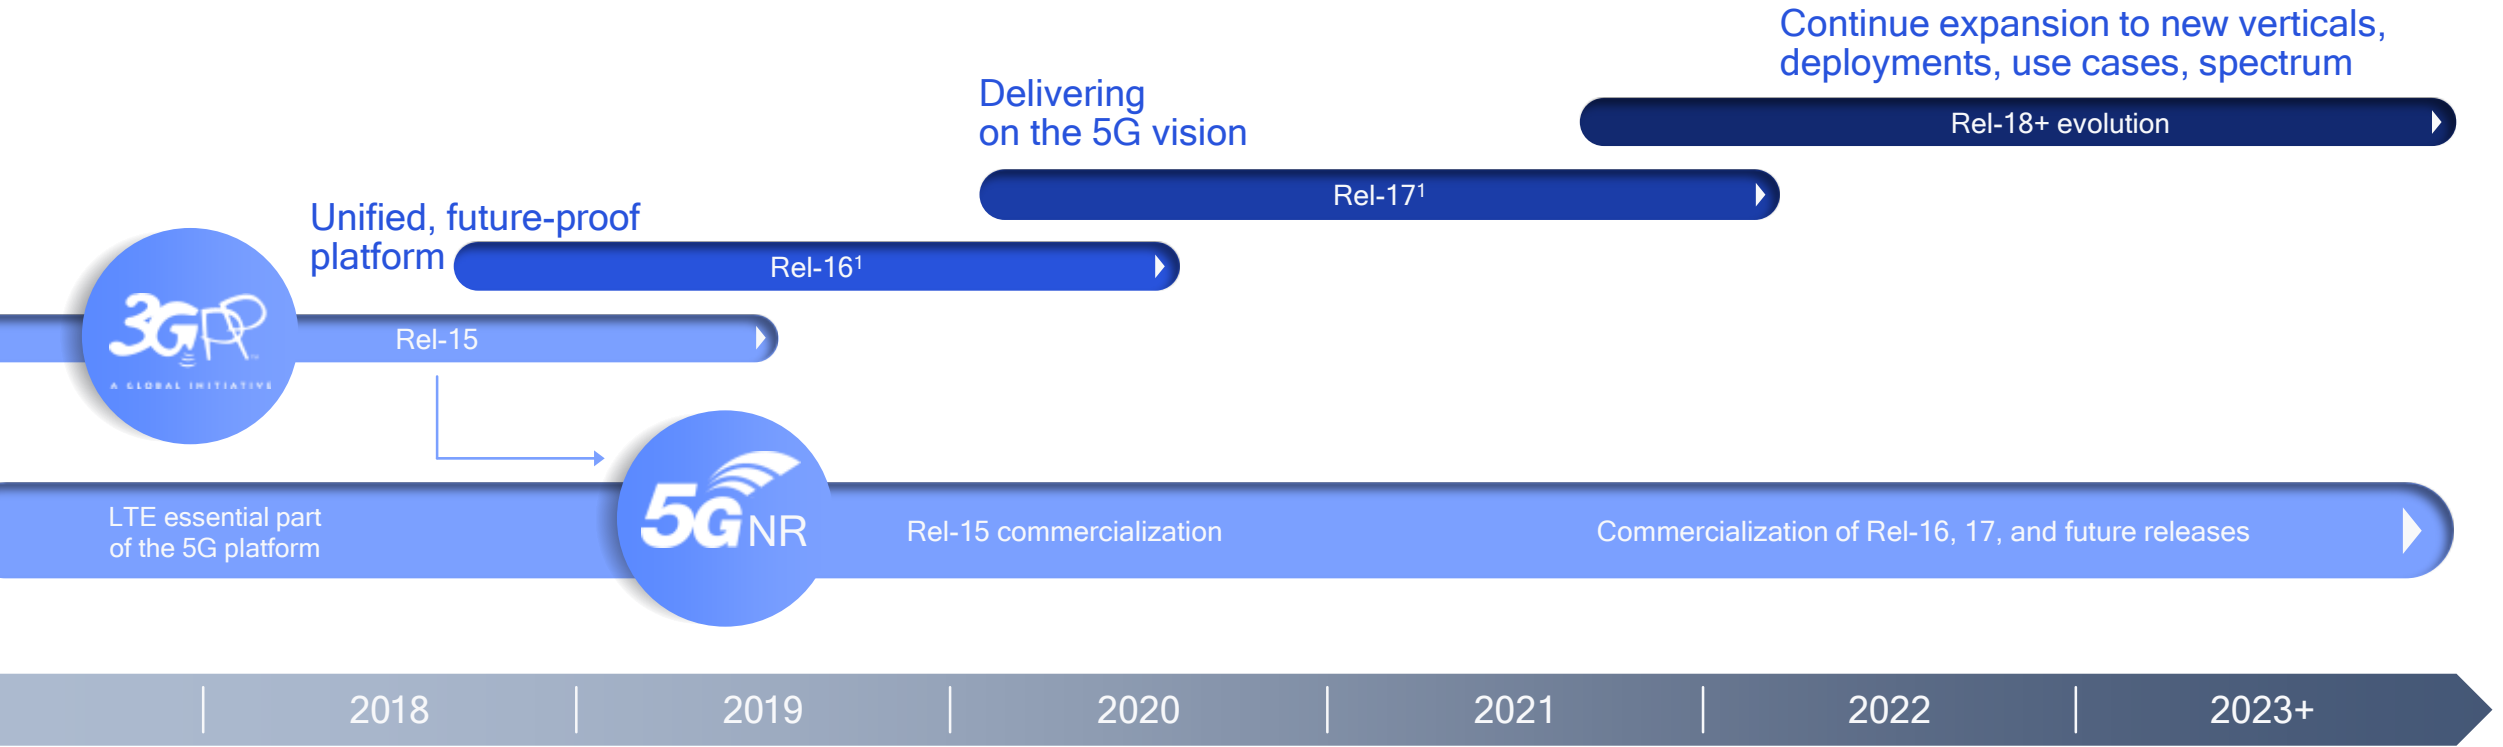 Continue expansion to new verticals,
deployments, use cases, spectrum
Rel-18+ evolution
Delivering
on the 5G vision
Rel-17¹
Unified, future-proof
platform
Rel-16¹
3GPP
TM
A GLOBAL INITIATIVE
Rel-15
LTE essential part
of the 5G platform
5G NR
Rel-15 commercialization
Commercialization of Rel-16, 17, and future releases
2018
2019
2020
2021
2022
2023+